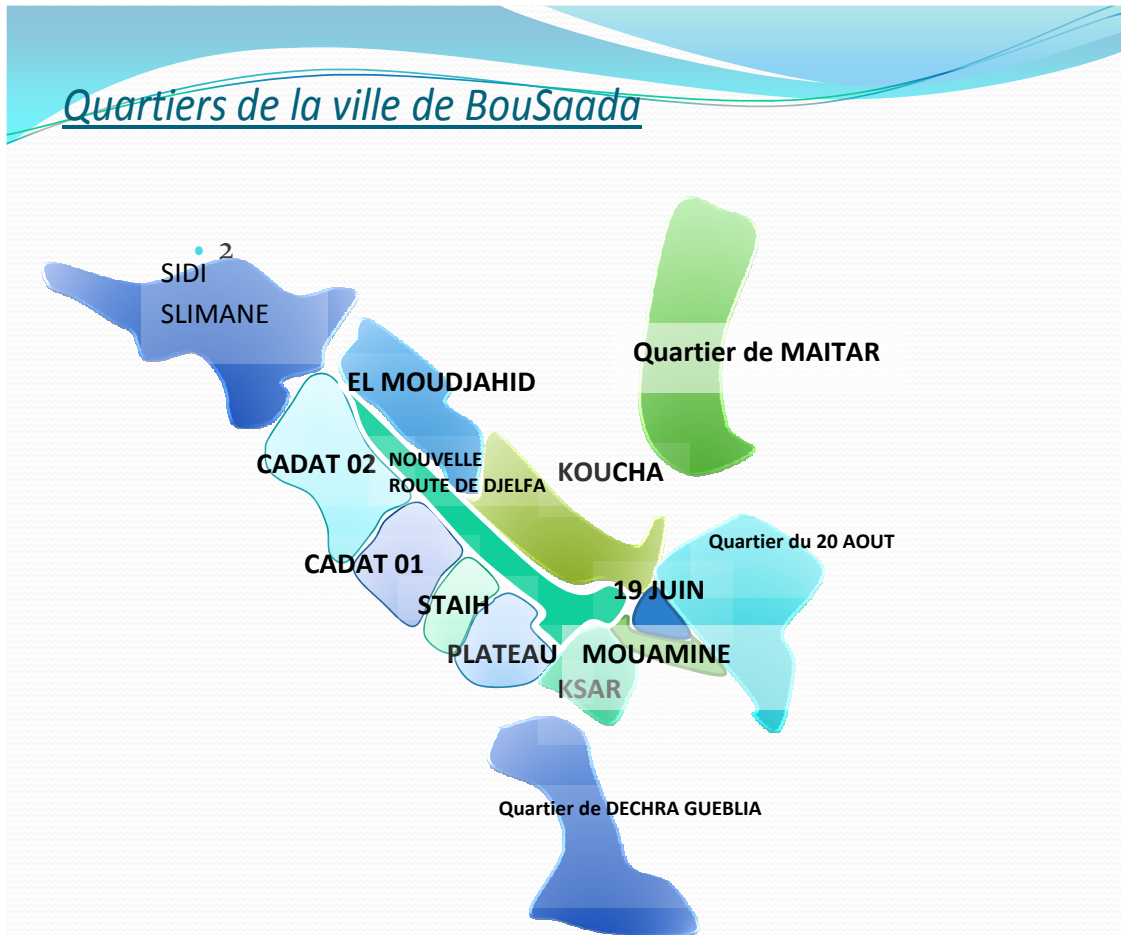 Quartiers de la ville de BouSaada
• 2
SIDI
SLIMANE
Quartier de MAITAR
EL MOUDJAHID
CADAT 02
NOUVELLE
ROUTE DE DJELFA
KOUCHA
Quartier du 20 AOUT
CADAT 01
19 JUIN
STAIH
PLATEAU
MOUAMINE
KSAR
Quartier de DECHRA GUEBLIA